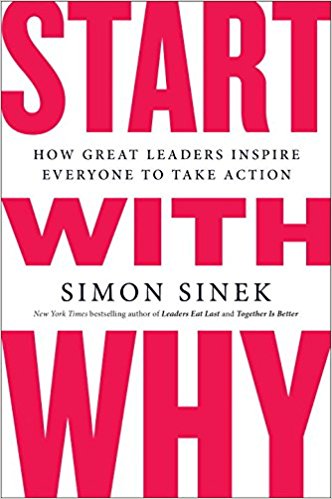 START
HOW GREAT LEADERS INSPIRE
EVERYONE TO TAKE ACTION
WITH
SIMON SINEK
New York Times bestselling author of Leaders Eat Last and Together Is Better
WHY